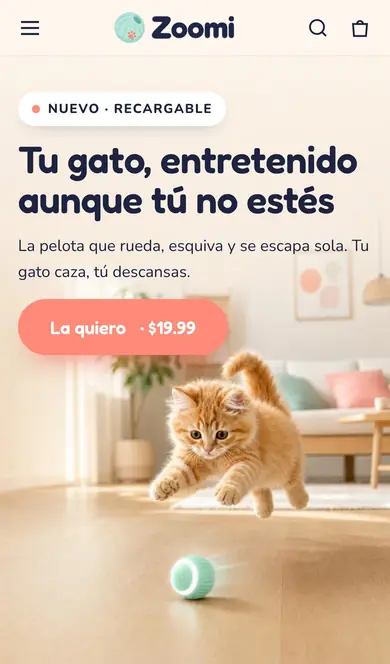 Zoomi
NUEVO · RECARGABLE
Tu gato, entretenido
aunque tú no estés
La pelota que rueda, esquiva y se escapa sola. Tu
gato caza, tú descansas.
La quiero · $19.99